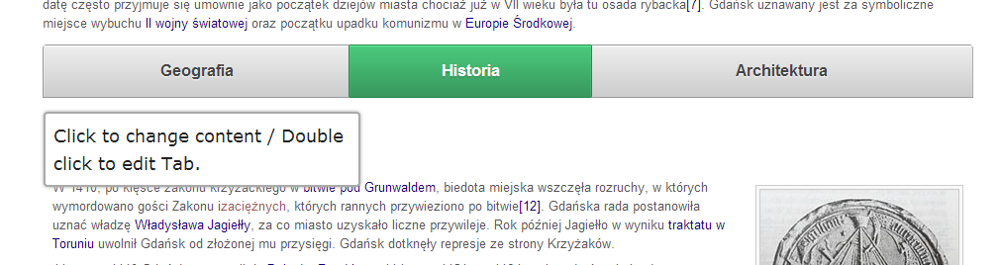 datę często przyjmuje się umownie jako początek dziejów miasta chociaż już w VII wieku była tu osada rybacka[7]. Gdańsk uznawany jest za symboliczne
miejsce wybuchu II wojny światowej oraz początku upadku komunizmu w Europie Środkowej.
Geografia Historia Architektura
Click to change content / Double
click to edit Tab.
W 1410, po klęsce zakonu krzyżackiego w bitwie pod Grunwaldem, biedota miejska wszczęła rozruchy, w których
wymordowano gości Zakonu izaciężnych, których rannych przywieziono po bitwie[12]. Gdańska rada postanowiła
uznać władzę Władysława Jagiełły, za co miasto uzyskało liczne przywileje. Rok później Jagiełło w wyniku traktatu w
Toruniu uwolnił Gdańsk od złożonej mu przysięgi. Gdańsk dotknęły represje ze strony Krzyżaków.